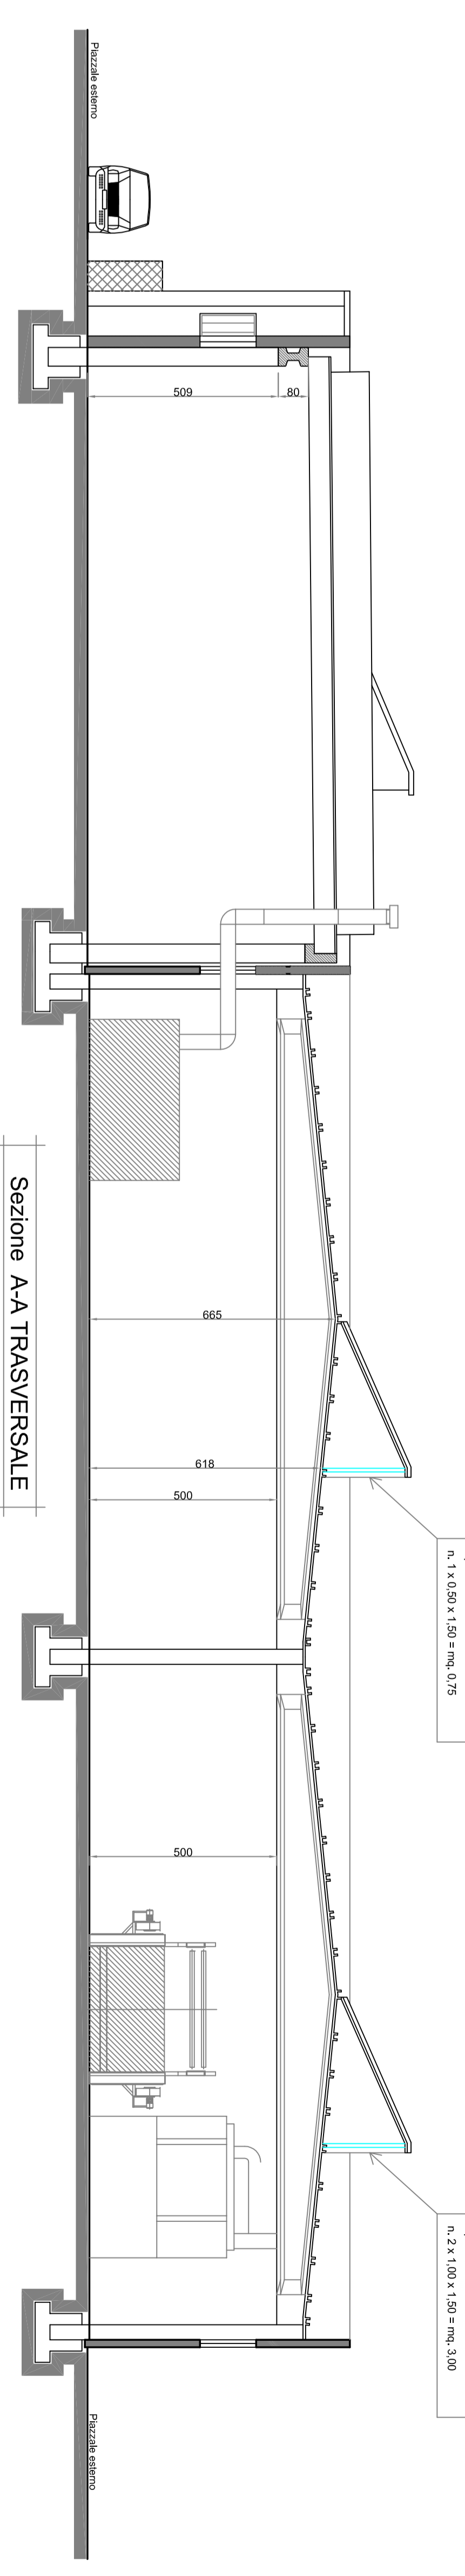 Piazzale esterno
509
80
665
618
500
n. 1 x 0,50 x 1,50 = mq. 0,75
500
n. 2 x 1,00 x 1,50 = mq. 3,00
Piazzale esterno
Sezione A-A TRASVERSALE